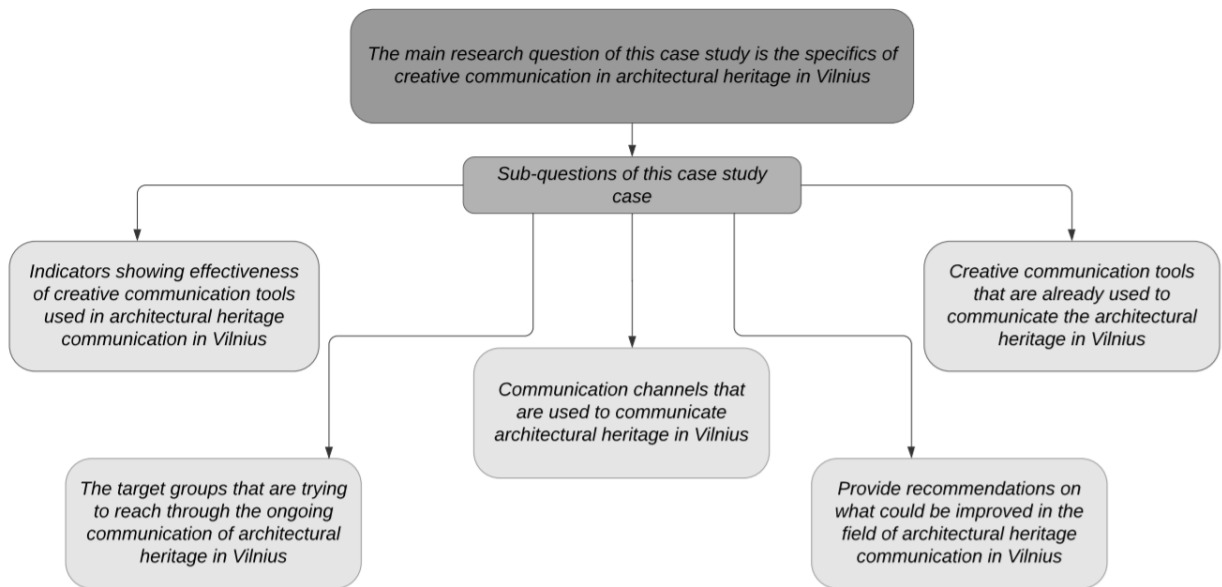 The main research question of this case study is the specifics of
creative communication in architectural heritage in Vilnius
Sub-questions of this case study
case
Indicators showing effectiveness
of creative communication tools
used in architectural heritage
communication in Vilnius
Creative communication tools
that are already used to
communicate the architectural
heritage in Vilnius
Communication channels that
are used to communicate
architectural heritage in Vilnius
The target groups that are trying
to reach through the ongoing
communication of architectural
heritage in Vilnius
Provide recommendations on
what could be improved in the
field of architectural heritage
communication in Vilnius